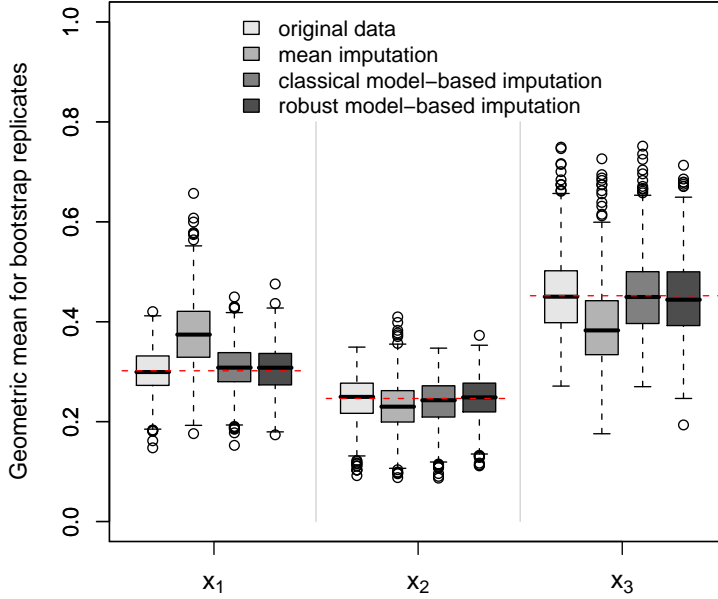 original data
mean imputation
classical model−based imputation
robust model−based imputation
Geometric mean for bootstrap replicates
1.0
0.8
0.6
0.4
0.2
0.0
x1
x2
x3